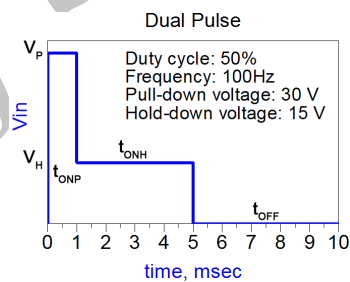 Dual Pulse
VP
Duty cycle: 50%
Frequency: 100Hz
Pull-down voltage: 30 V
Hold-down voltage: 15 V
Vin
VH
tONH
tONP
tOFF
0 1 2 3 4 5 6 7 8 9 10
time, msec